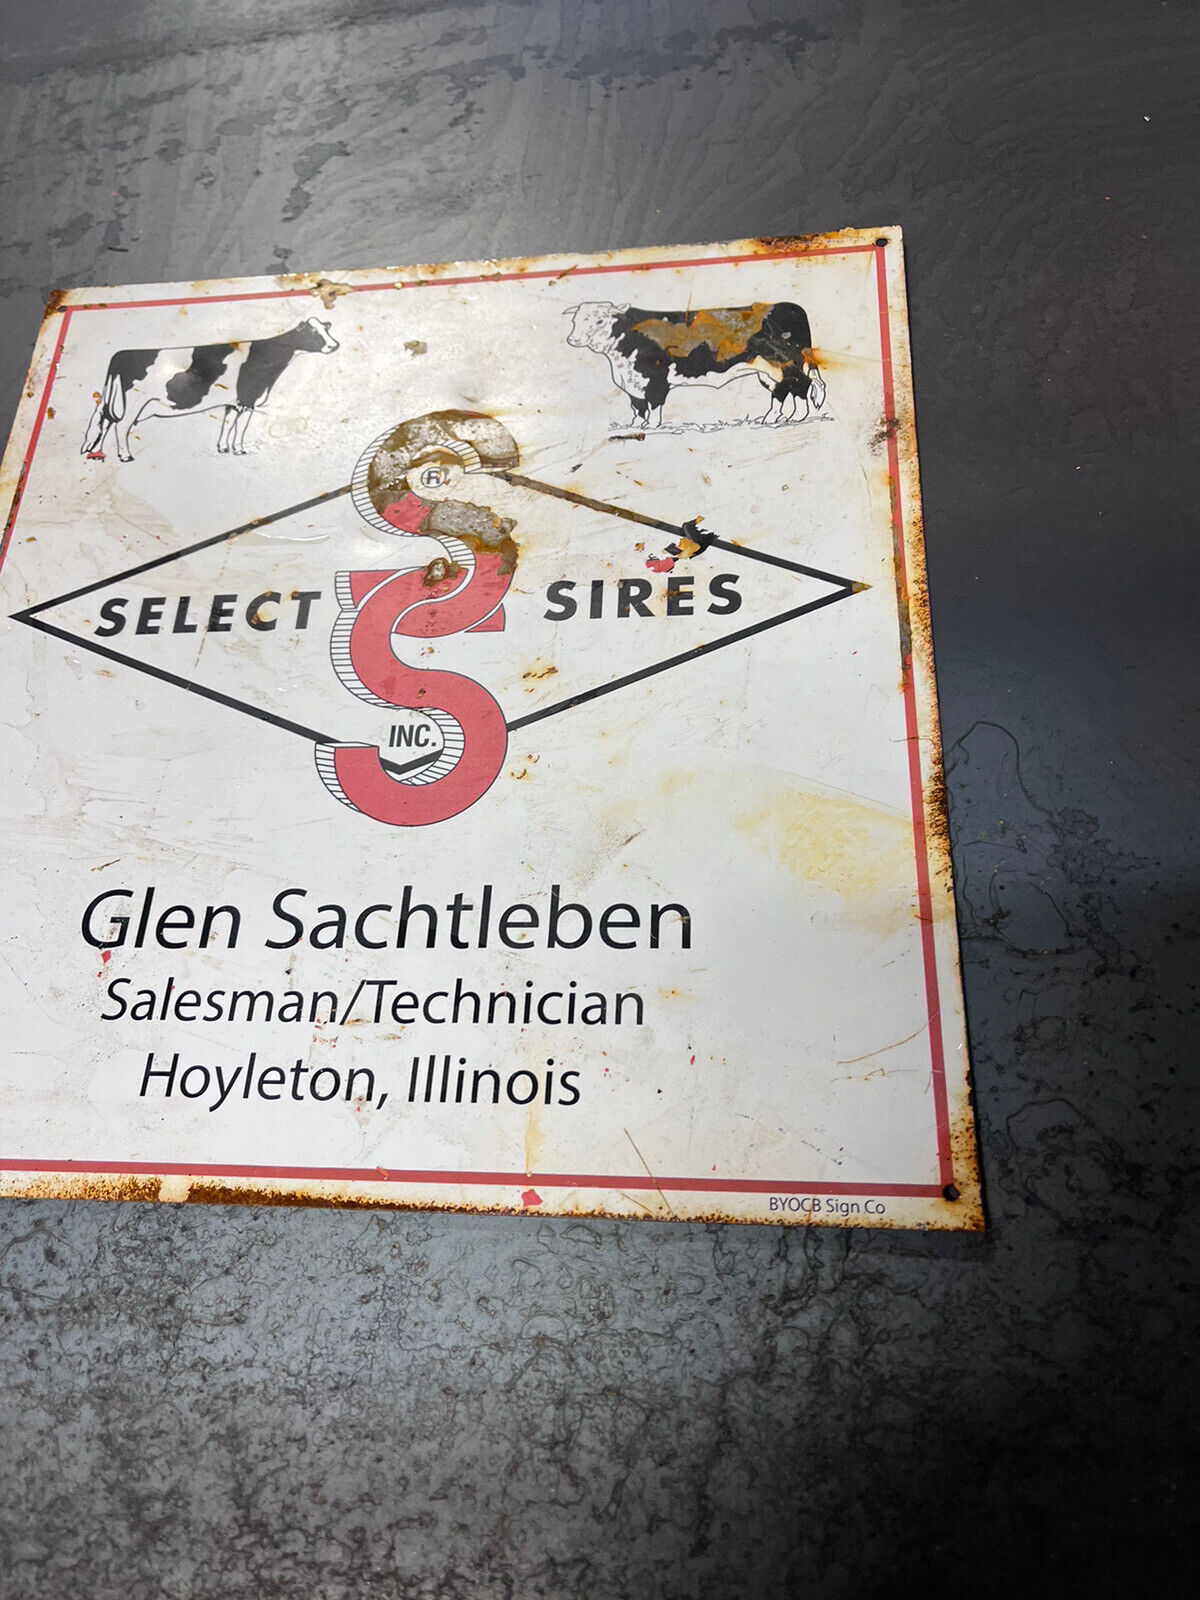 ®
SELECT SIRES
INC.
Glen Sachtleben
Salesman/Technician
Hoyleton, Illinois
BYOCB Sign Co